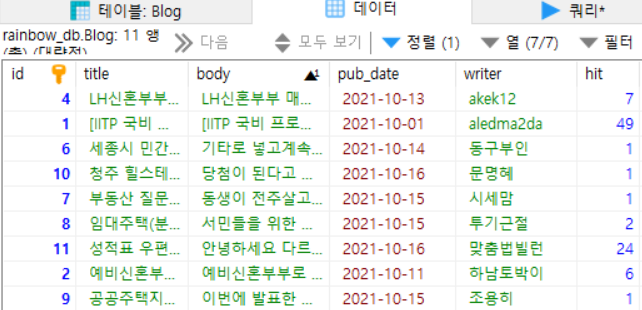 테이블: Blog 데이터 쿼리*
rainbow_db.Blog: 11 행 다음 모두 보기 정렬 (1) 열 (7/7) 필터
id title body 1 pub_date writer hit
4 LH신혼부부... LH신혼부부 매... 2021-10-13 akek12 7
1 [IITP 국비 ... [IITP 국비 프로... 2021-10-01 aledma2da 49
6 세종시 민간... 기타로 넣고계속... 2021-10-14 동구부인 1
10 청주 힐스테... 당첨이 된다고 ... 2021-10-16 문명혜 1
7 부동산 질문... 동생이 전주살고... 2021-10-15 시세맘 1
8 임대주택(분... 서민들을 위한 ... 2021-10-15 투기근절 2
11 성적표 우편... 안녕하세요 다르... 2021-10-16 맞춤법빌런 24
2 예비신혼부... 예비신혼부부로 ... 2021-10-11 하남토박이 6
9 공공주택지... 이번에 발표한 ... 2021-10-15 조용히 1